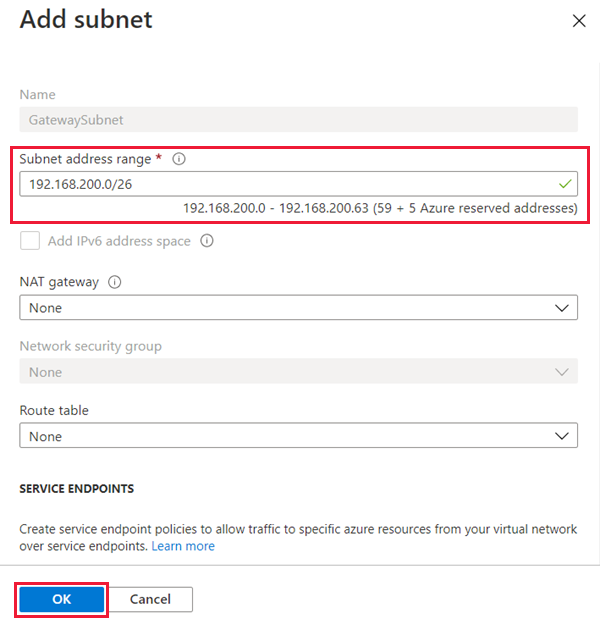 Add subnet
Name
GatewaySubnet
Subnet address range *
192.168.200.0/26
192.168.200.0 - 192.168.200.63 (59 + 5 Azure reserved addresses)
Add IPv6 address space
NAT gateway
None
Network security group
None
Route table
None
SERVICE ENDPOINTS
Create service endpoint policies to allow traffic to specific azure resources from your virtual network
over service endpoints. Learn more
OK Cancel